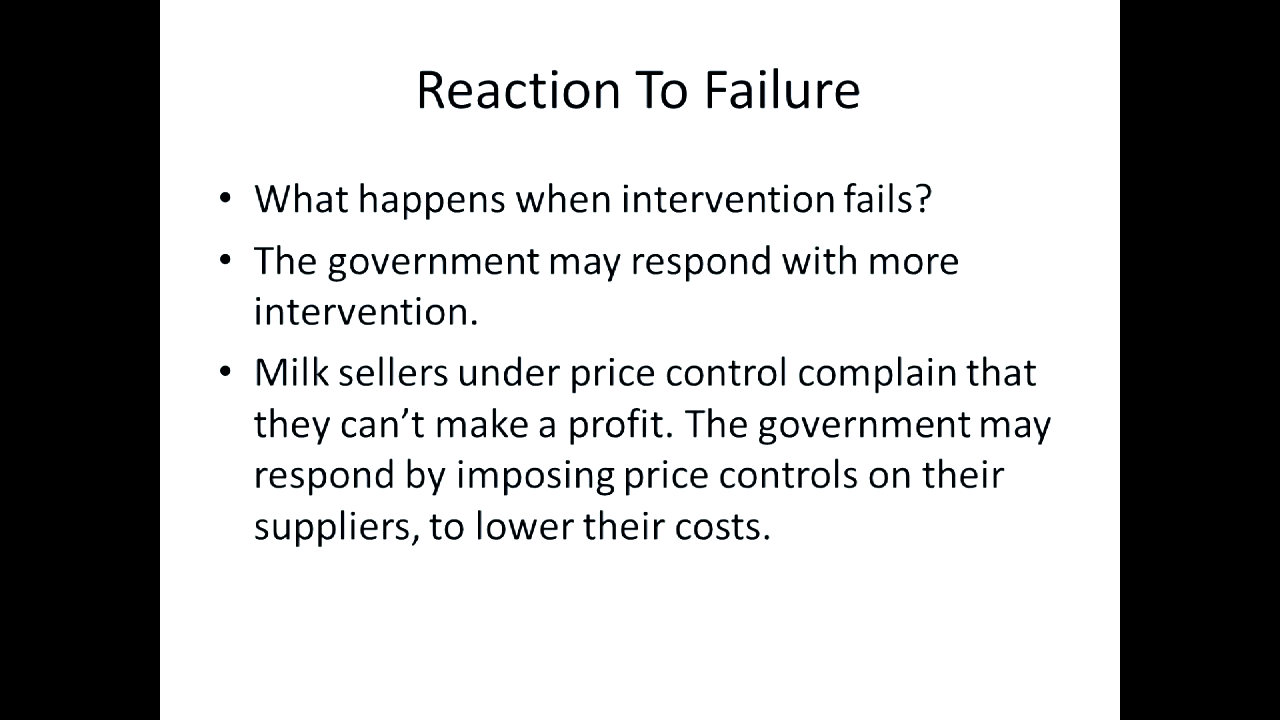 Reaction To Failure
• What happens when intervention fails?
• The government may respond with more
intervention.
• Milk sellers under price control complain that
they can’t make a profit. The government may
respond by imposing price controls on their
suppliers, to lower their costs.